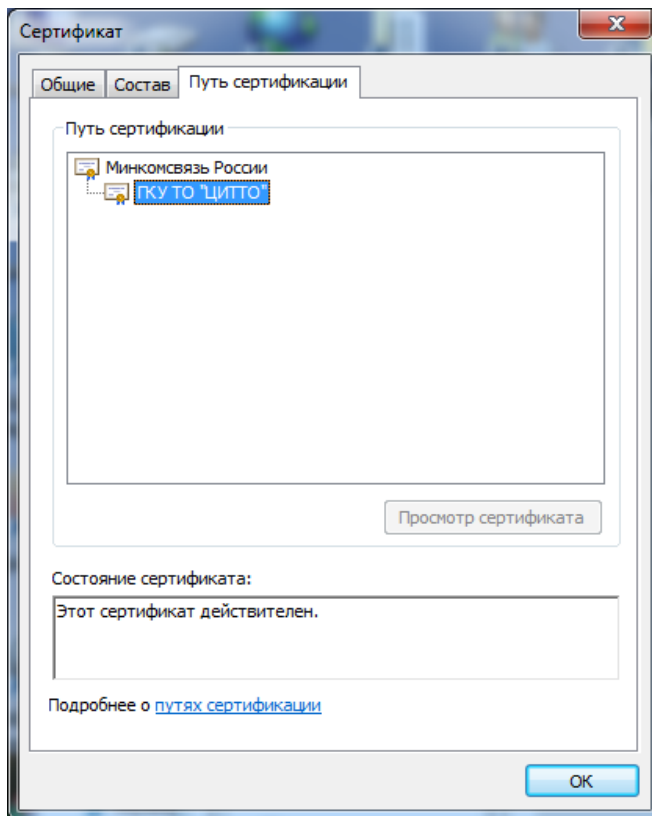 Сертификат
Общие Состав Путь сертификации
Путь сертификации
Минкомсвязь России
ГКУ ТО "ЦИТТО"
Просмотр сертификата
Состояние сертификата:
Этот сертификат действителен.
Подробнее о путях сертификации
ОК